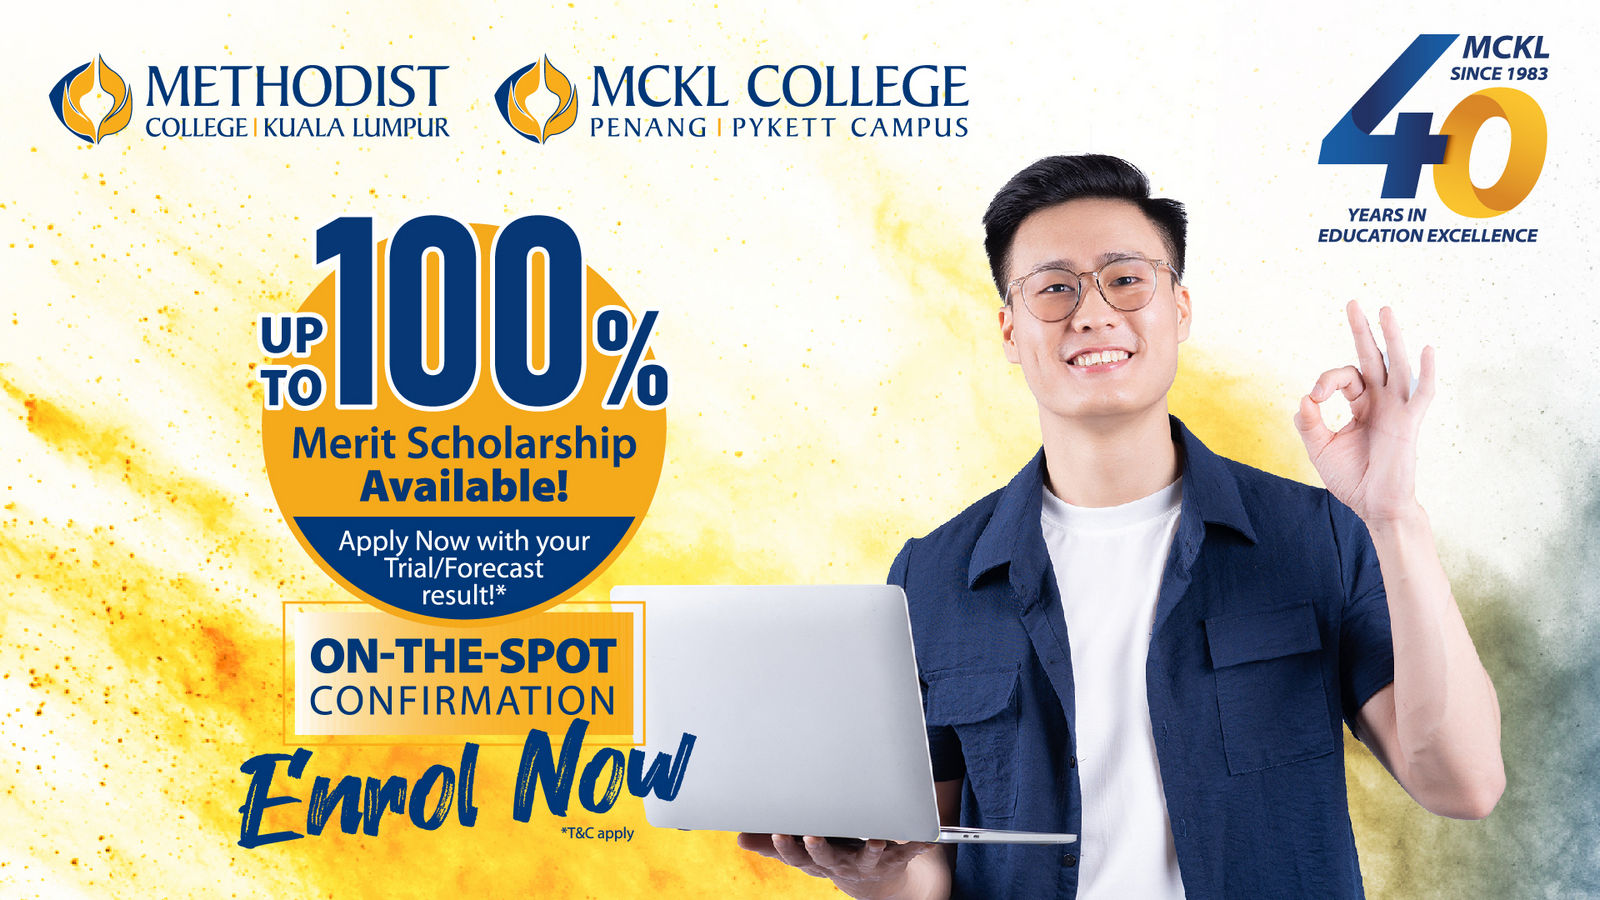 METHODIST
COLLEGE | KUALA LUMPUR
MCKL COLLEGE
PENANG | PYKETT CAMPUS
MCKL
SINCE 1983
40
YEARS IN
EDUCATION EXCELLENCE
UP
TO
100%
Merit Scholarship
Available!
Apply Now with your
Trial/Forecast
result!*
ON-THE-SPOT
CONFIRMATION
Enrol Now
*T&C apply